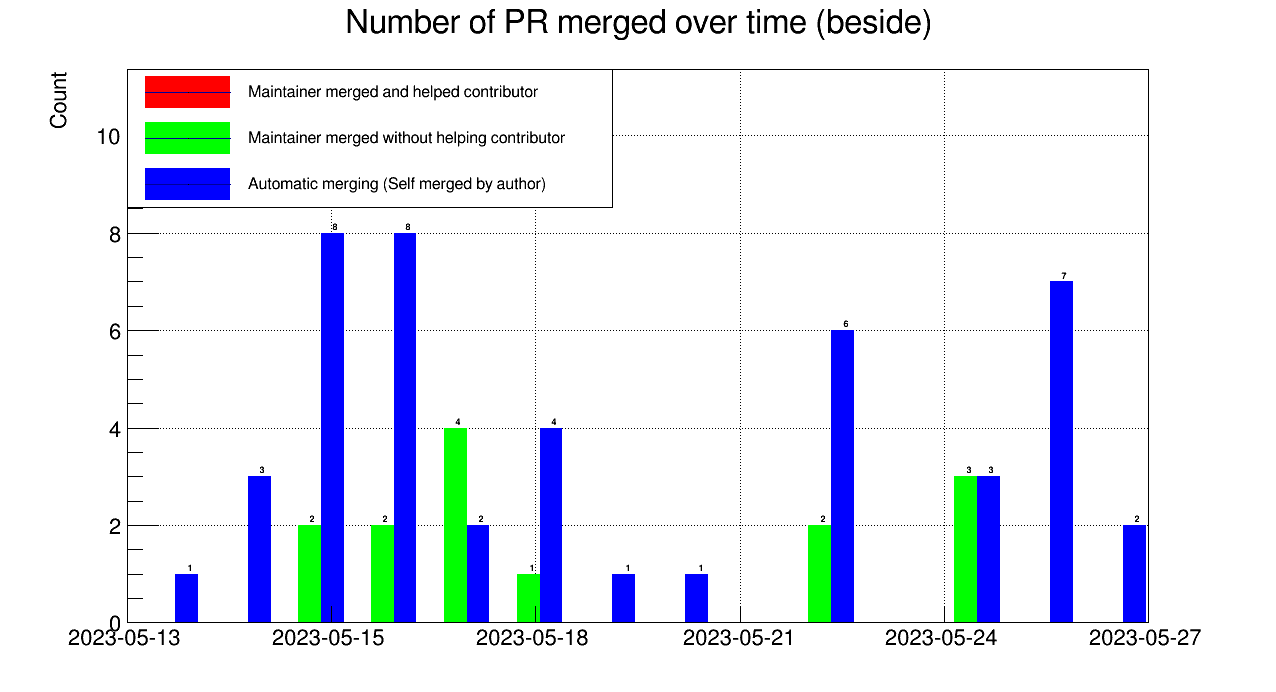 Number of PR merged over time (beside)
Count
Maintainer merged and helped contributor
Maintainer merged without helping contributor
Automatic merging (Self merged by author)
10
8
6
4
2
0
8 8
7
6
4 4
3 3 3
2 2 2 2 2
1 1 1 1
2023-05-13 2023-05-15 2023-05-18 2023-05-21 2023-05-24 2023-05-27